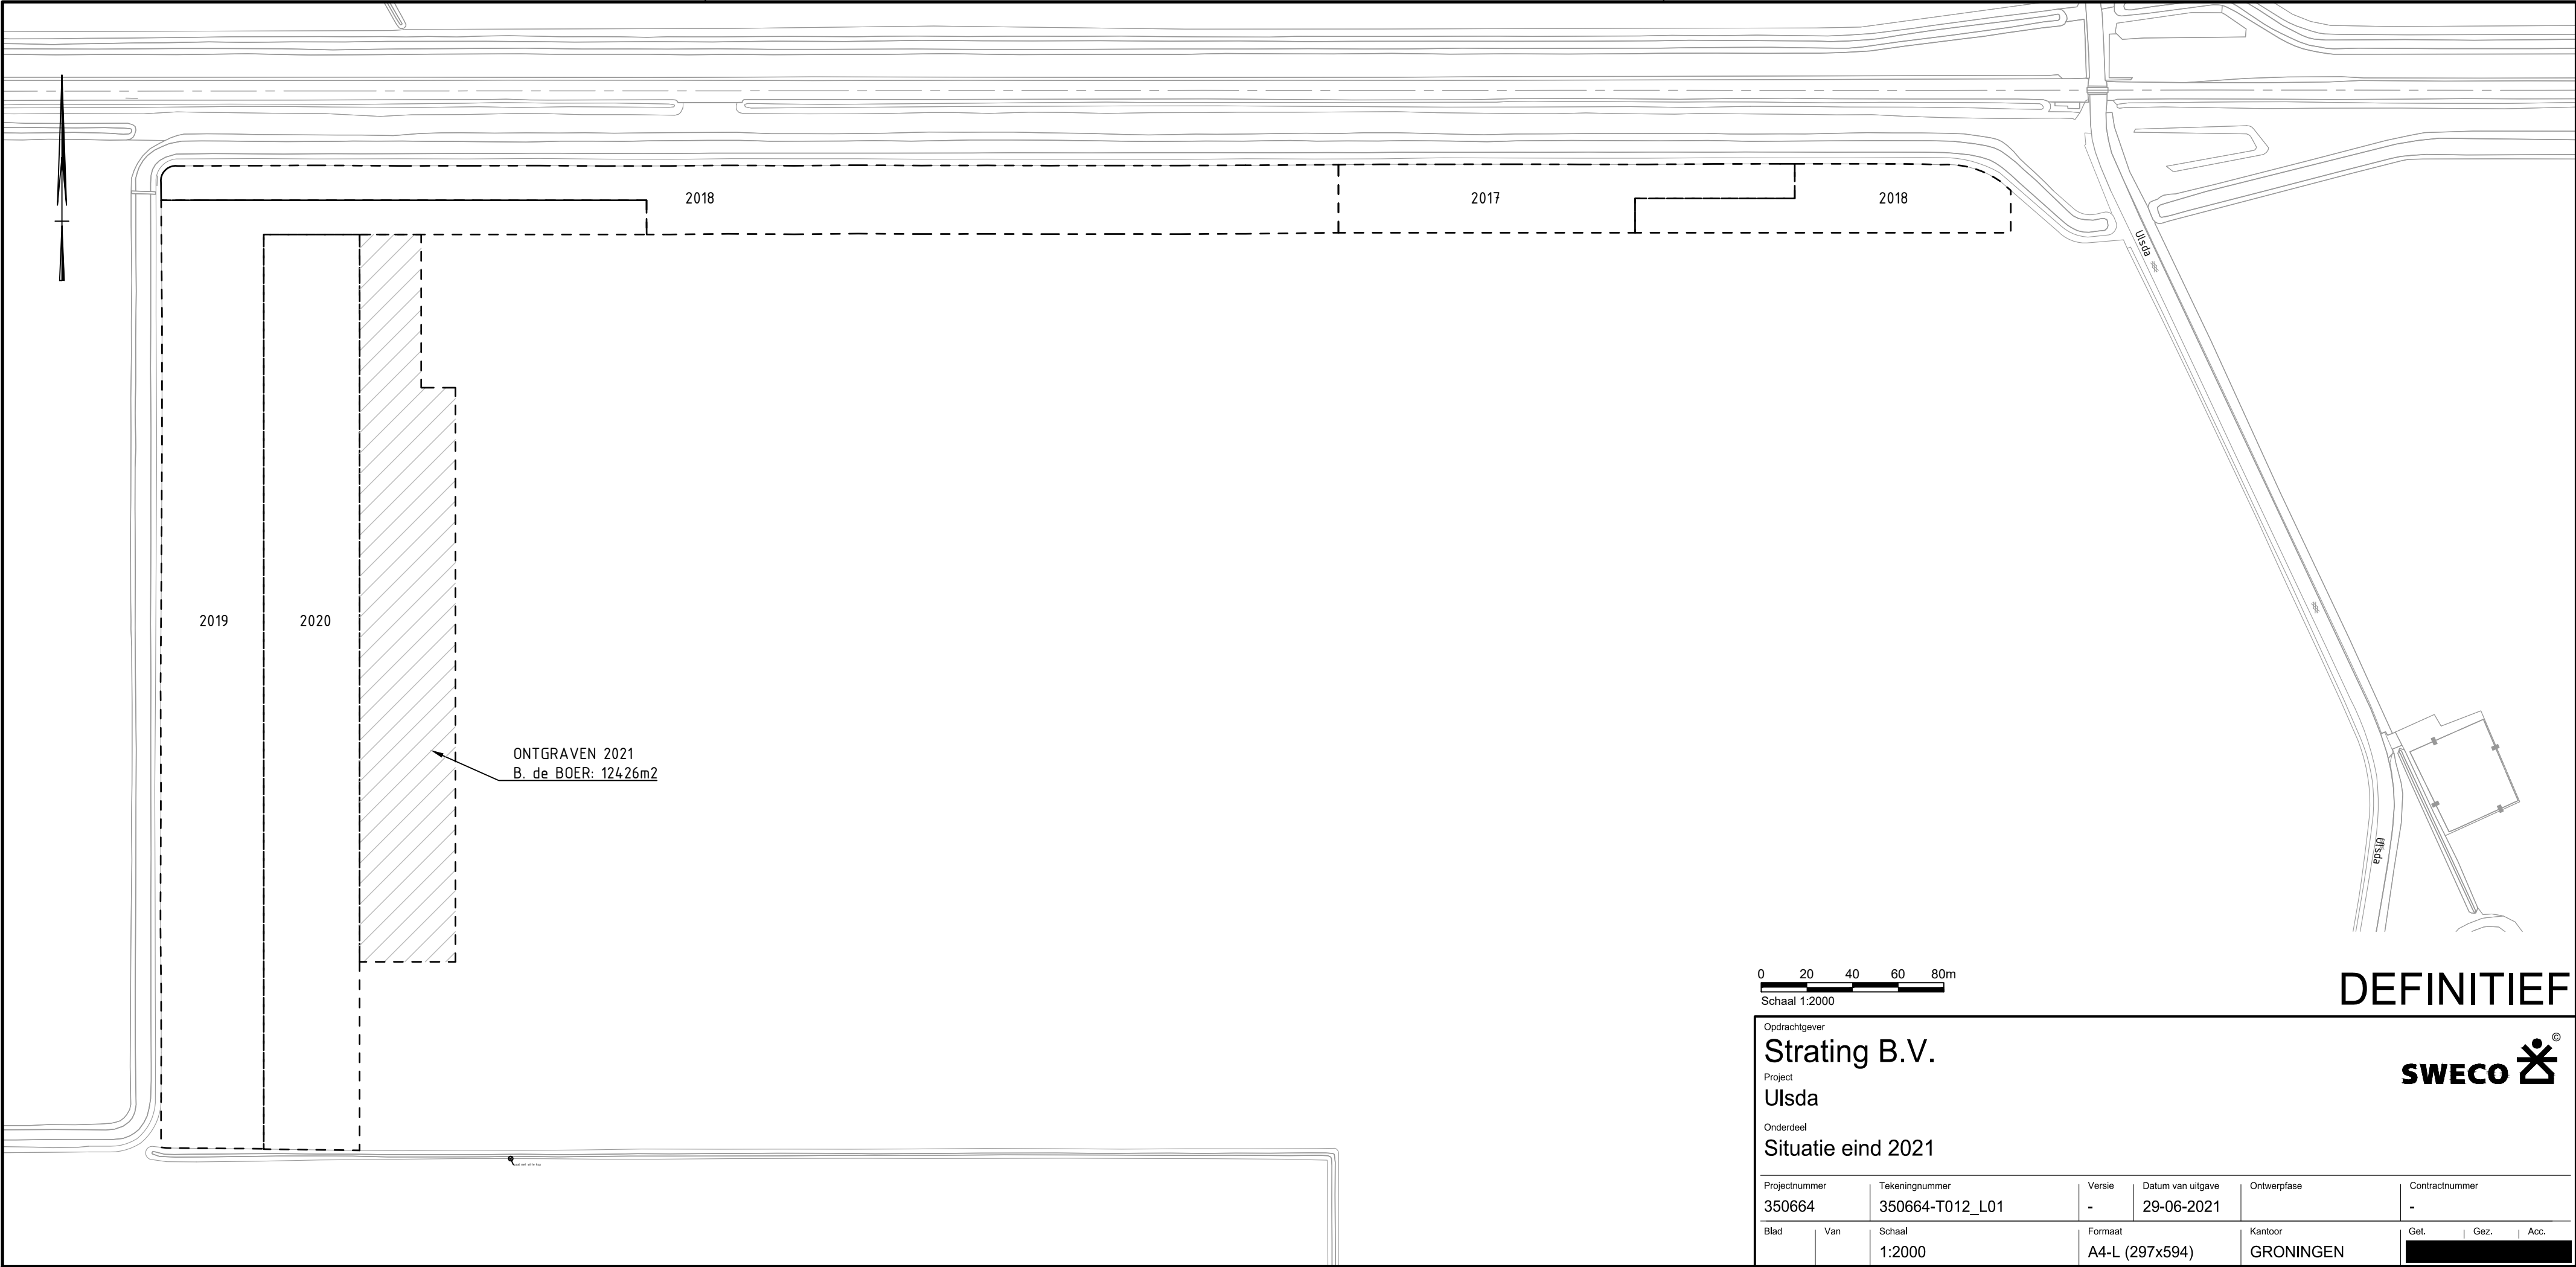 2018
2017
2018
Ulsda
2019
2020
ONTGRAVEN 2021
B. de BOER: 12426m2
Ulsda
0 20 40 60 80m
Schaal 1:2000
DEFINITIEF
Opdrachtgever
Strating B.V.
©
SWECO
Project
Ulsda
Onderdeel
Situatie eind 2021
Projectnummer Tekeningnummer Versie Datum van uitgave Ontwerpfase Contractnummer
350664 350664-T012_L01 - 29-06-2021 -
Blad Van Schaal Formaat Kantoor Get. Gez. Acc.
1:2000 A4-L (297x594) GRONINGEN